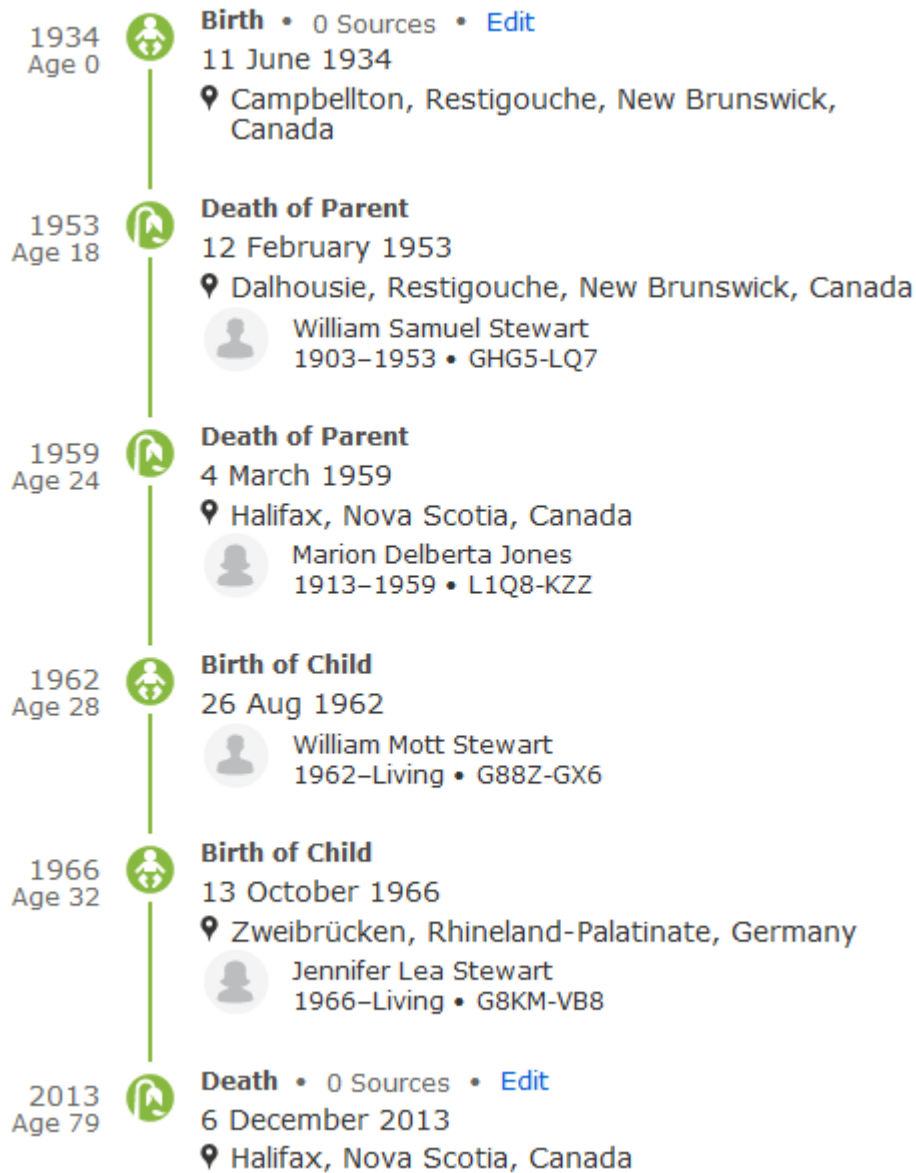 1934
Age 0
Birth • 0 Sources • Edit
11 June 1934
Campbellton, Restigouche, New Brunswick,
Canada
1953
Age 18
Death of Parent
12 February 1953
Dalhousie, Restigouche, New Brunswick, Canada
William Samuel Stewart
1903–1953 • GHG5-LQ7
1959
Age 24
Death of Parent
4 March 1959
Halifax, Nova Scotia, Canada
Marion Delberta Jones
1913–1959 • L1Q8-KZZ
1962
Age 28
Birth of Child
26 Aug 1962
William Mott Stewart
1962–Living • G88Z-GX6
1966
Age 32
Birth of Child
13 October 1966
Zweibrücken, Rhineland-Palatinate, Germany
Jennifer Lea Stewart
1966–Living • G8KM-VB8
2013
Age 79
Death • 0 Sources • Edit
6 December 2013
Halifax, Nova Scotia, Canada